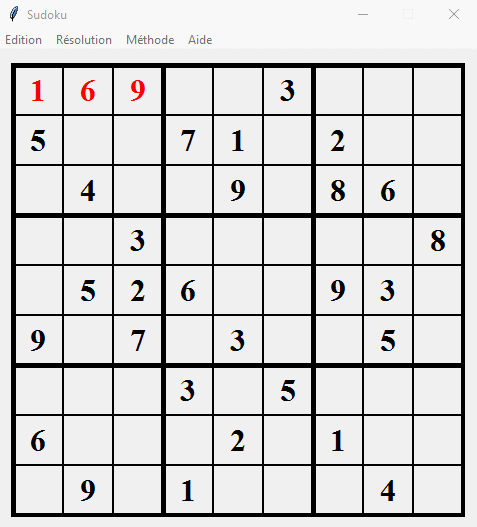 Sudoku
Edition Résolution Méthode Aide
1 6 9 3
5 7 1 2
4 9 8 6
3 8
5 2 6 9 3
9 7 3 5
3 5
6 2 1
9 1 4